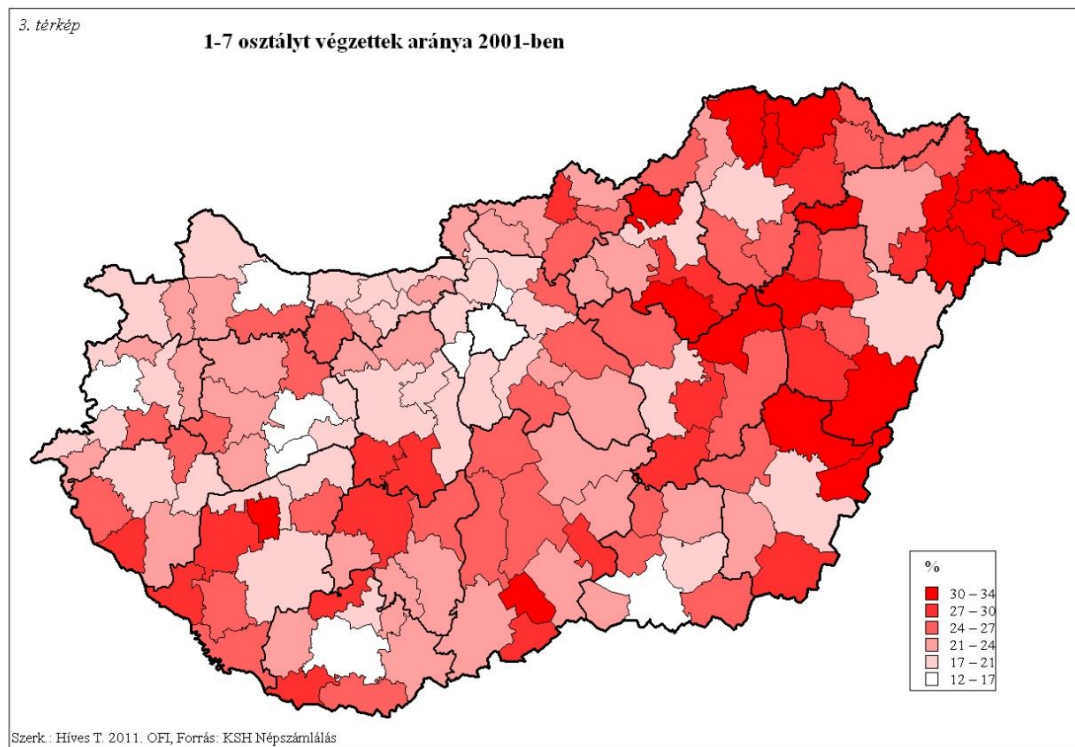 3. térkép
1-7 osztályt végzettek aránya 2001-ben
%
30 – 34
27 – 30
24 – 27
21 – 24
17 – 21
12 – 17
Szerk.: Híves T. 2011. OFI, Forrás: KSH Népszámlálás